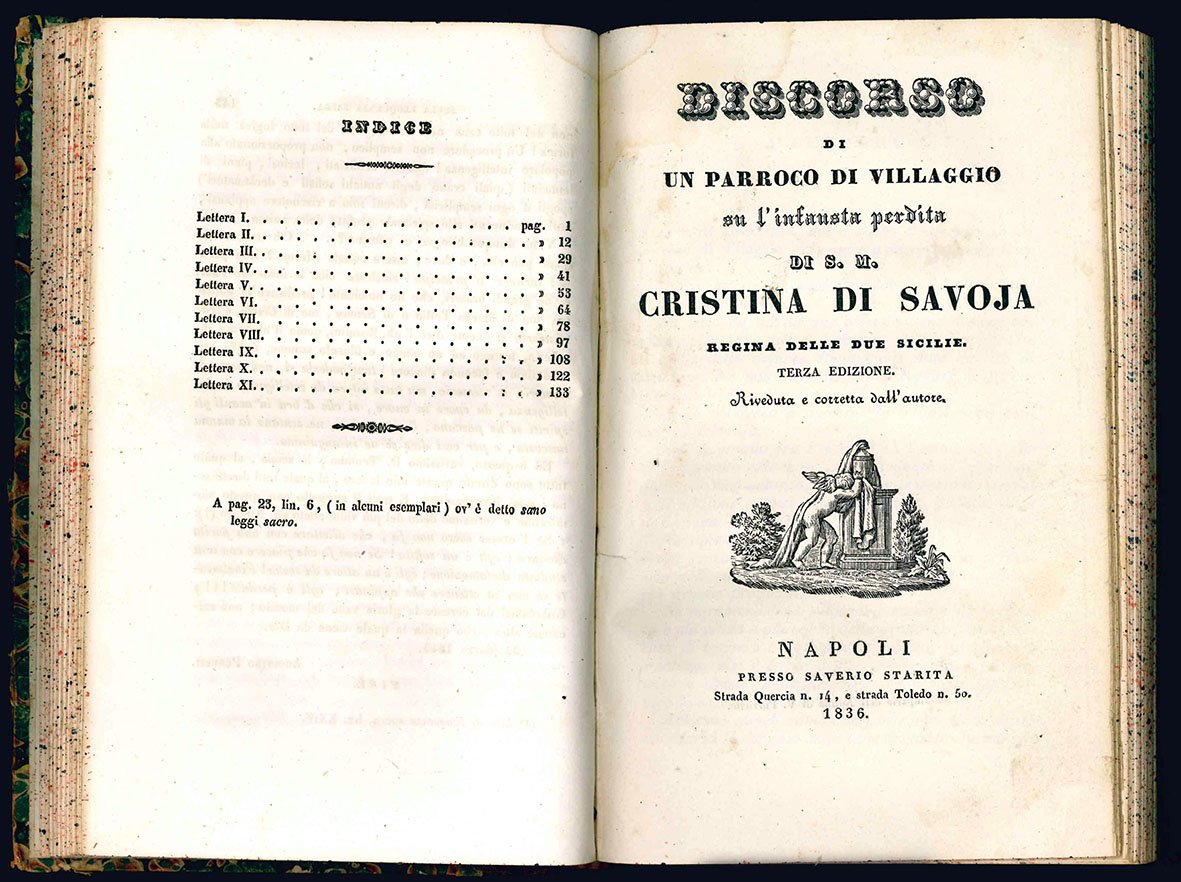 INDICE
Lettera I. . . . . . . . . . . . . . . pag. 1
Lettera II. . . . . . . . . . . . . . . » 12
Lettera III. . . . . . . . . . . . . . . » 29
Lettera IV. . . . . . . . . . . . . . . » 41
Lettera V. . . . . . . . . . . . . . . » 53
Lettera VI. . . . . . . . . . . . . . . » 64
Lettera VII. . . . . . . . . . . . . . . » 78
Lettera VIII. . . . . . . . . . . . . . . » 97
Lettera IX. . . . . . . . . . . . . . . » 108
Lettera X. . . . . . . . . . . . . . . » 122
Lettera XI. . . . . . . . . . . . . . . » 133
A pag. 23, lin. 6, ( in alcuni esemplari ) ov' è detto sano
leggi sacro.
DISCORSO
DI
UN PARROCO DI VILLAGGIO
su l'infausta perdita
DI S. M.
CRISTINA DI SAVOJA
REGINA DELLE DUE SICILIE.
TERZA EDIZIONE.
Riveduta e corretta dall'autore.
NAPOLI
PRESSO SAVERIO STARITA
Strada Quercia n. 14, e strada Toledo n. 50.
1836.